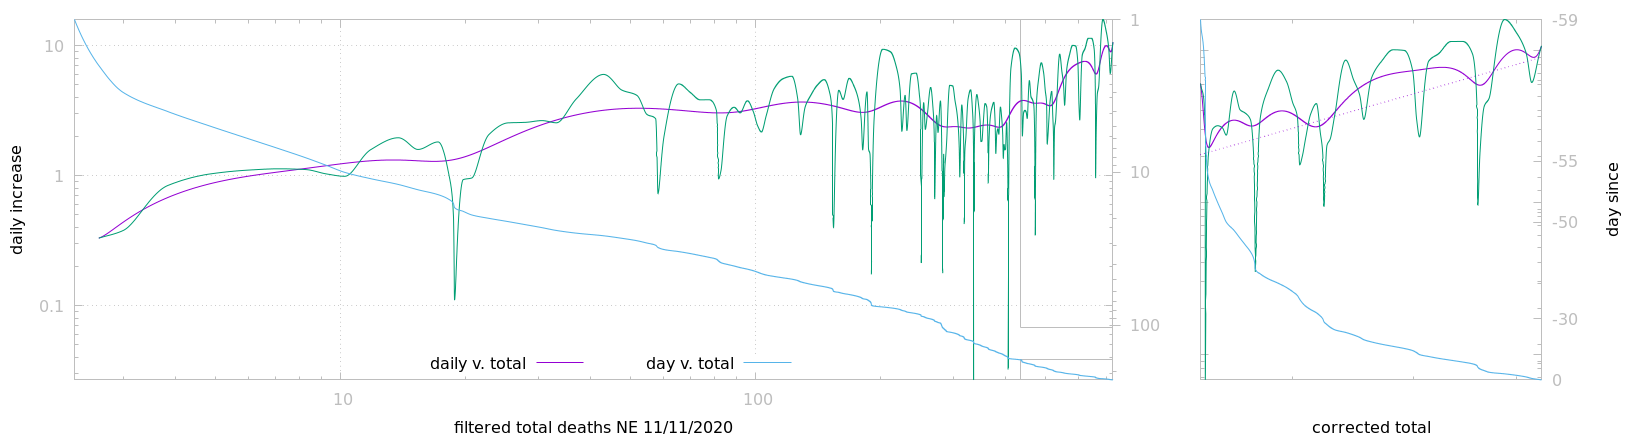 10
1
0.1
daily increase
daily v. total
day v. total
10
100
filtered total deaths NE 11/11/2020
1
10
100
-59
-55
-50
-30
0
day since
corrected total